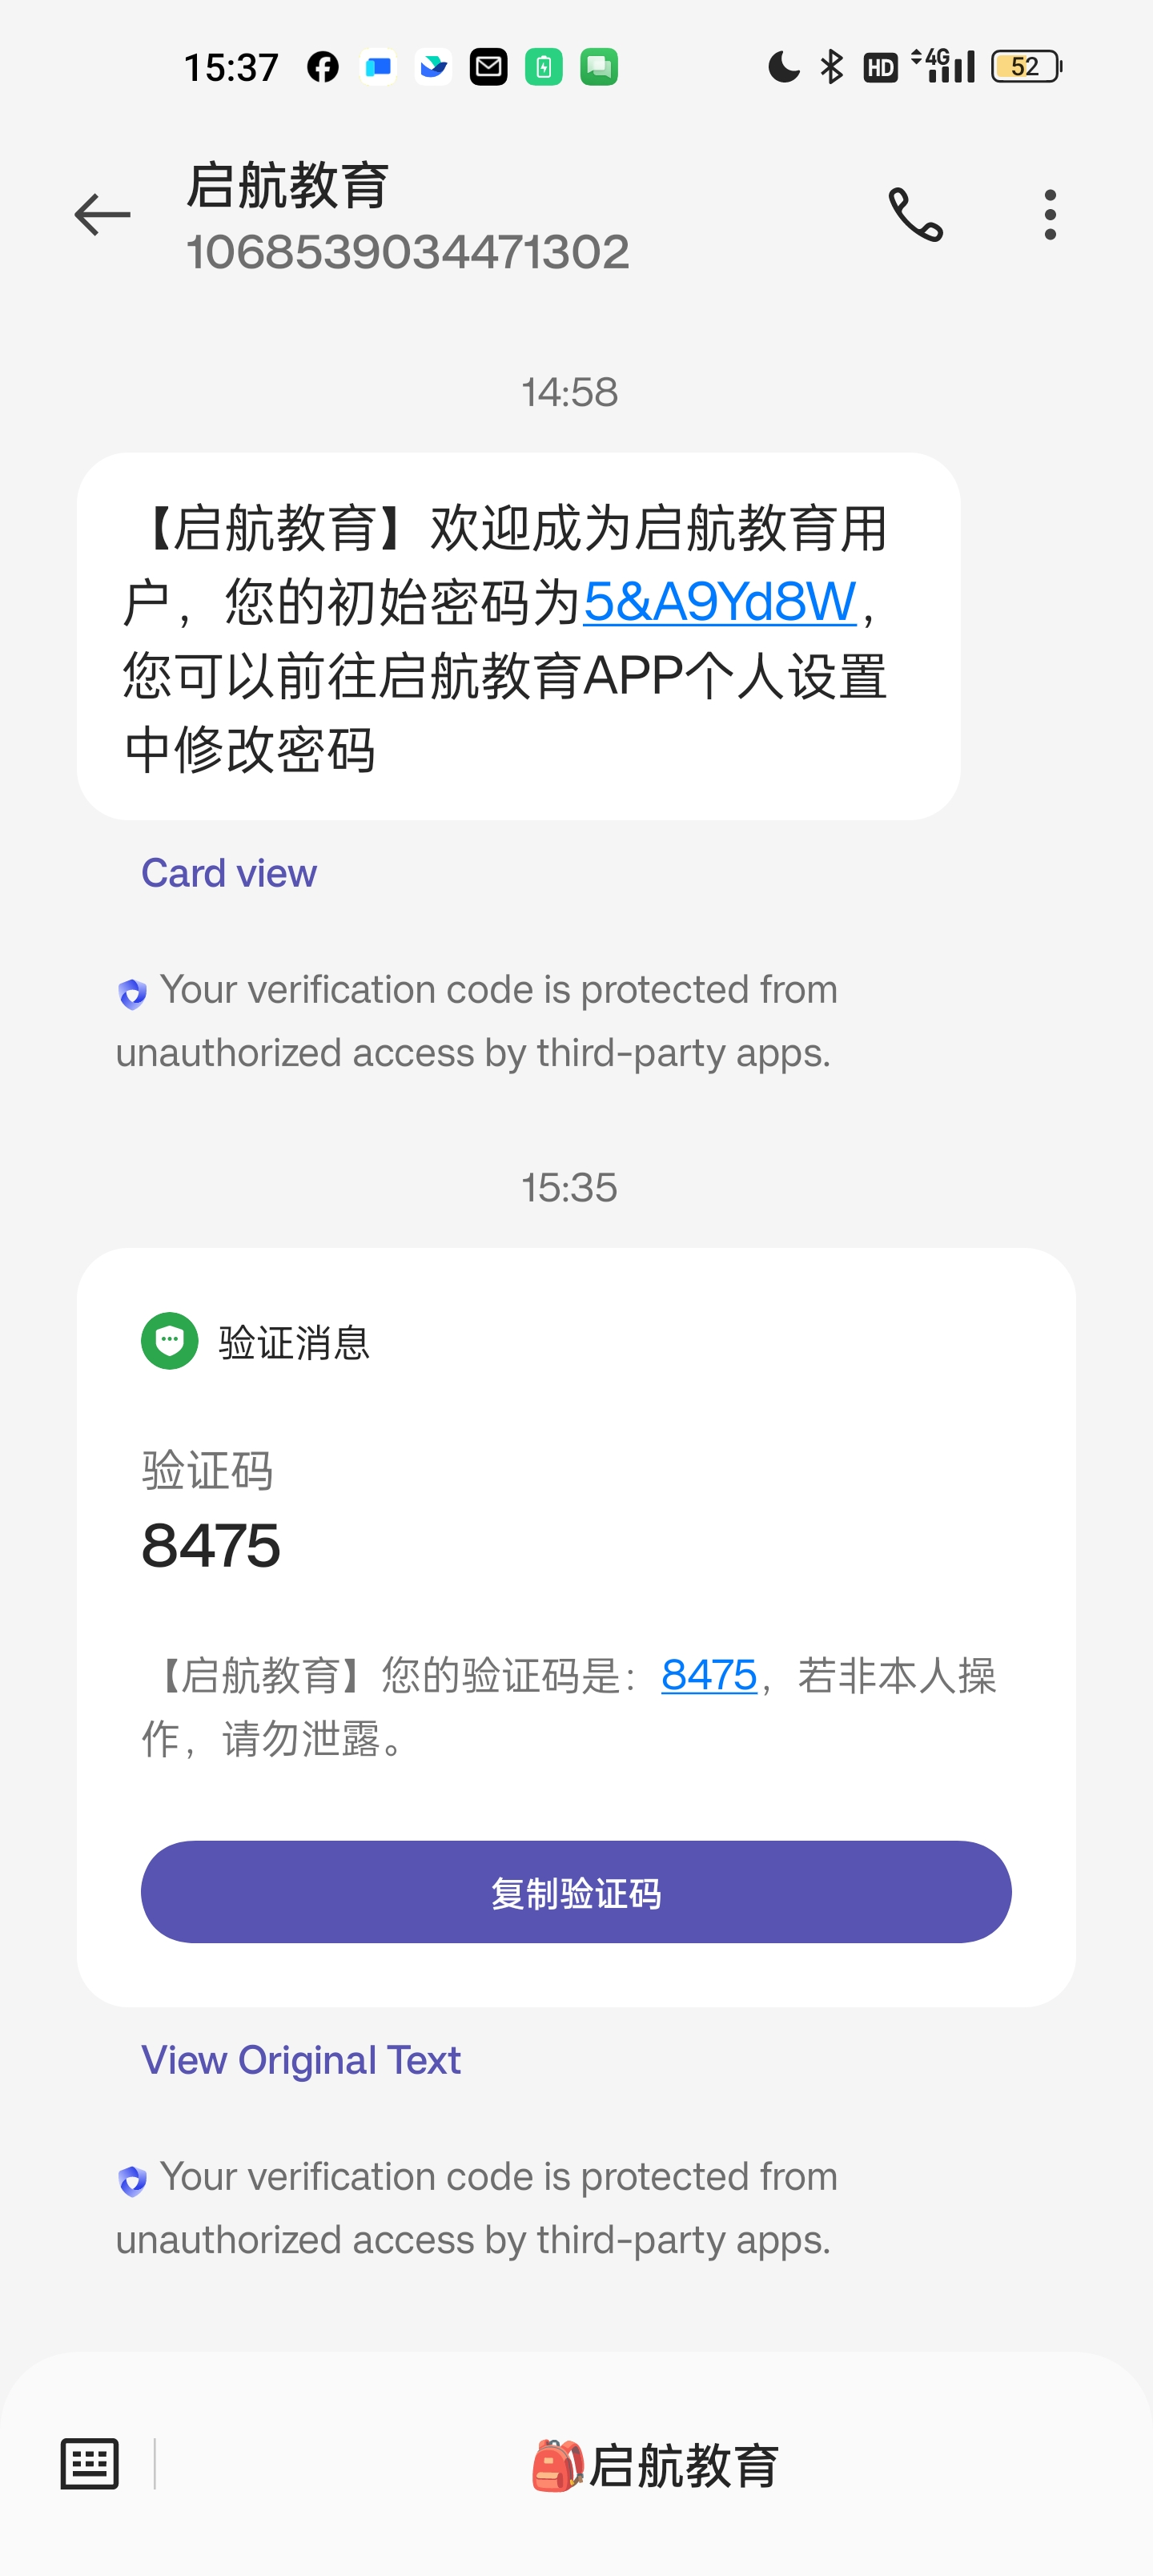 15:37
HD
4G
52
启航教育
1068539034471302
14:58
【启航教育】欢迎成为启航教育用
户，您的初始密码为5&A9Yd8W，
您可以前往启航教育APP个人设置
中修改密码
Card view
Your verification code is protected from
unauthorized access by third-party apps.
15:35
验证消息
验证码
8475
【启航教育】您的验证码是：8475，若非本人操
作，请勿泄露。
复制验证码
View Original Text
Your verification code is protected from
unauthorized access by third-party apps.
启航教育